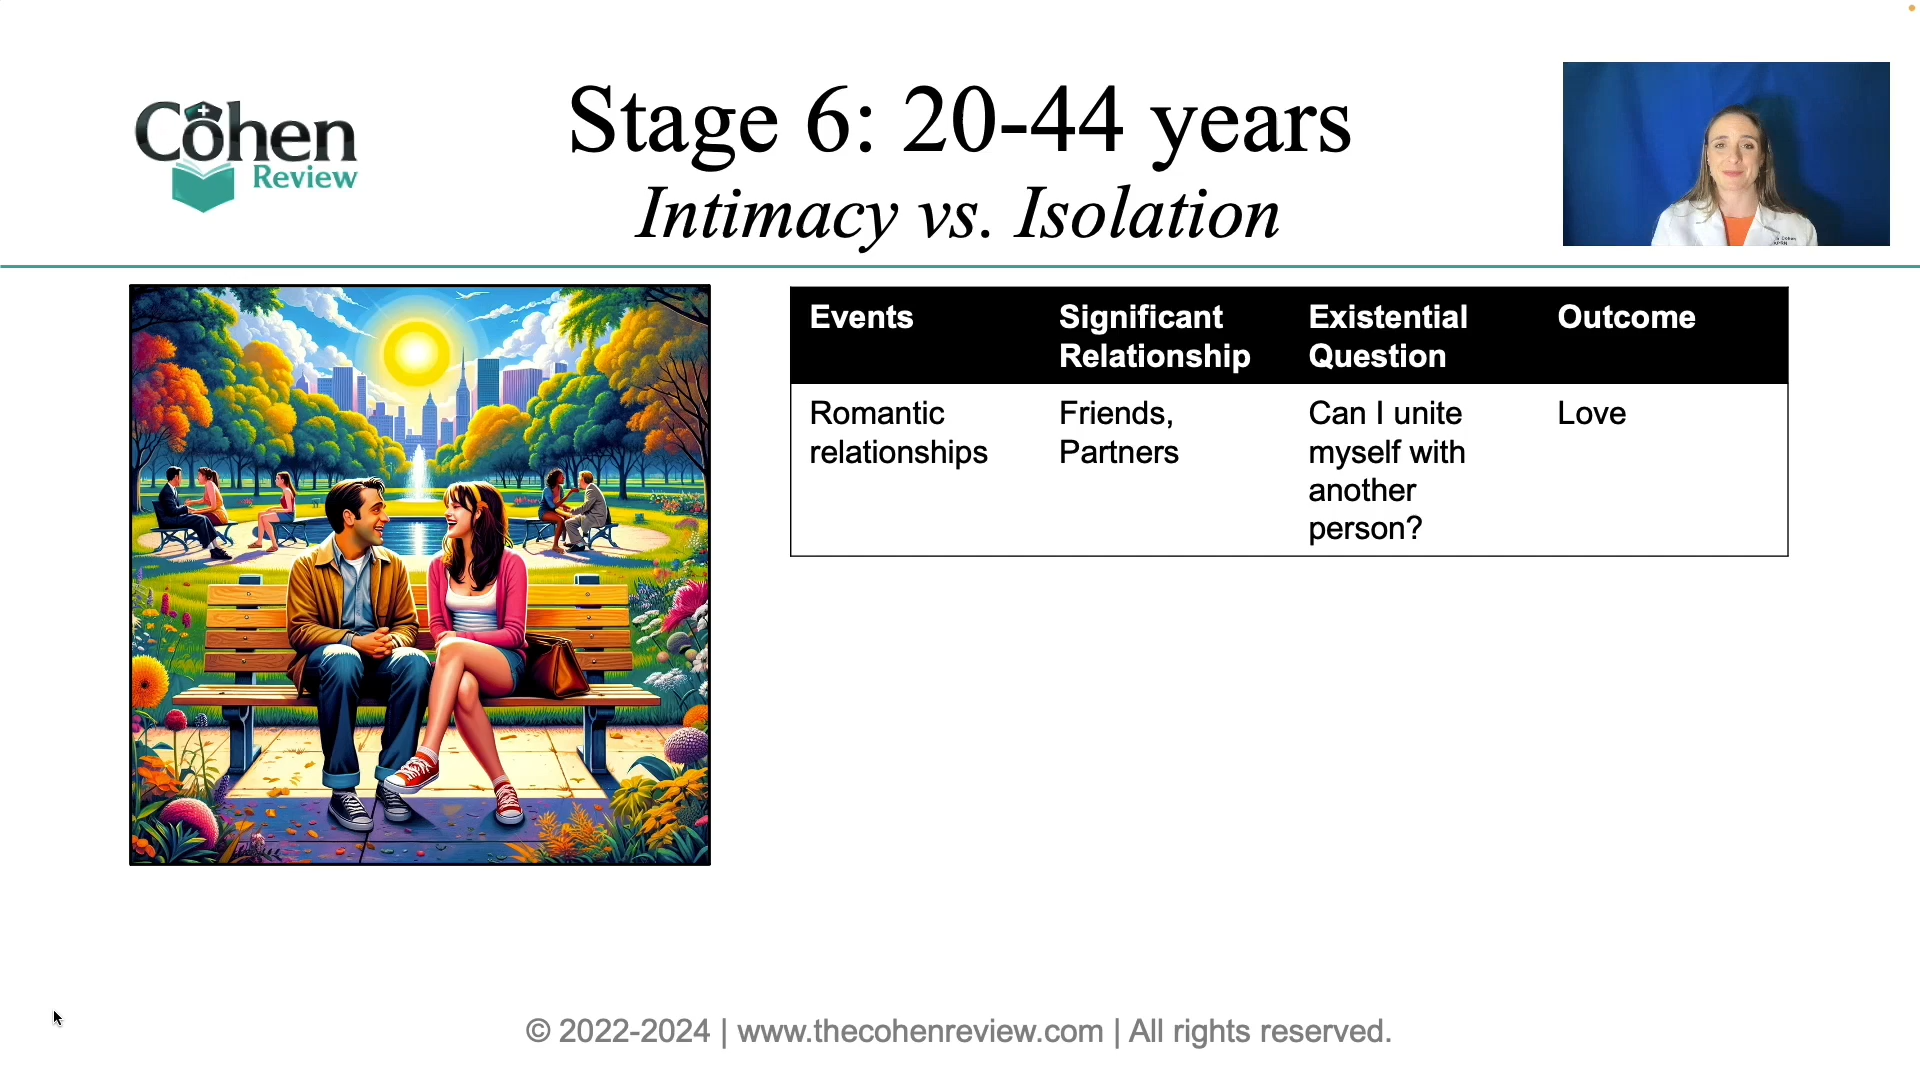 Cohen
Review
Stage 6: 20-44 years
Intimacy vs. Isolation
Events
Significant
Relationship
Existential
Question
Outcome
Romantic
relationships
Friends,
Partners
Can I unite
myself with
another
person?
Love
© 2022-2024 | www.thecohenreview.com | All rights reserved.